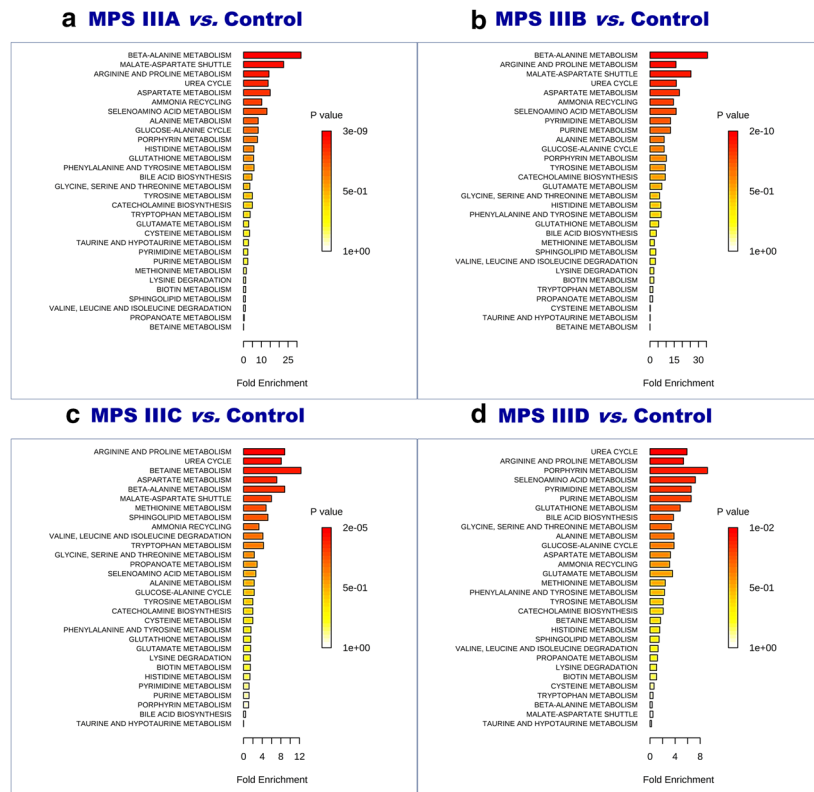 a MPS IIIA vs. Control
BETA-ALANINE METABOLISM
MALATE-ASPARTATE SHUTTLE
ARGININE AND PROLINE METABOLISM
UREA CYCLE
ASPARTATE METABOLISM
AMMONIA RECYCLING
SELENOAMINO ACID METABOLISM
ALANINE METABOLISM
GLUCOSE-ALANINE CYCLE
PORPHYRIN METABOLISM
HISTIDINE METABOLISM
GLUTATHIONE METABOLISM
PHENYLALANINE AND TYROSINE METABOLISM
BILE ACID BIOSYNTHESIS
GLYCINE, SERINE AND THREONINE METABOLISM
TYROSINE METABOLISM
CATECHOLAMINE BIOSYNTHESIS
TRYPTOPHAN METABOLISM
GLUTAMATE METABOLISM
CYSTEINE METABOLISM
TAURINE AND HYPOTAURINE METABOLISM
PYRIMIDINE METABOLISM
PURINE METABOLISM
METHIONINE METABOLISM
LYSINE DEGRADATION
BIOTIN METABOLISM
SPHINGOLIPID METABOLISM
VALINE, LEUCINE AND ISOLEUCINE DEGRADATION
PROPANOATE METABOLISM
BETAINE METABOLISM
P value
3e-09
5e-01
1e+00
0 10 25
Fold Enrichment
b MPS IIIB vs. Control
BETA-ALANINE METABOLISM
ARGININE AND PROLINE METABOLISM
MALATE-ASPARTATE SHUTTLE
UREA CYCLE
ASPARTATE METABOLISM
AMMONIA RECYCLING
SELENOAMINO ACID METABOLISM
PYRIMIDINE METABOLISM
PURINE METABOLISM
ALANINE METABOLISM
GLUCOSE-ALANINE CYCLE
PORPHYRIN METABOLISM
TYROSINE METABOLISM
CATECHOLAMINE BIOSYNTHESIS
GLUTAMATE METABOLISM
GLYCINE, SERINE AND THREONINE METABOLISM
HISTIDINE METABOLISM
PHENYLALANINE AND TYROSINE METABOLISM
GLUTATHIONE METABOLISM
BILE ACID BIOSYNTHESIS
METHIONINE METABOLISM
SPHINGOLIPID METABOLISM
VALINE, LEUCINE AND ISOLEUCINE DEGRADATION
LYSINE DEGRADATION
BIOTIN METABOLISM
TRYPTOPHAN METABOLISM
PROPANOATE METABOLISM
CYSTEINE METABOLISM
TAURINE AND HYPOTAURINE METABOLISM
BETAINE METABOLISM
P value
2e-10
5e-01
1e+00
0 15 30
Fold Enrichment
c MPS IIIC vs. Control
ARGININE AND PROLINE METABOLISM
UREA CYCLE
BETAINE METABOLISM
ASPARTATE METABOLISM
BETA-ALANINE METABOLISM
MALATE-ASPARTATE SHUTTLE
METHIONINE METABOLISM
SPHINGOLIPID METABOLISM
AMMONIA RECYCLING
VALINE, LEUCINE AND ISOLEUCINE DEGRADATION
TRYPTOPHAN METABOLISM
GLYCINE, SERINE AND THREONINE METABOLISM
PROPANOATE METABOLISM
SELENOAMINO ACID METABOLISM
ALANINE METABOLISM
GLUCOSE-ALANINE CYCLE
TYROSINE METABOLISM
CATECHOLAMINE BIOSYNTHESIS
CYSTEINE METABOLISM
PHENYLALANINE AND TYROSINE METABOLISM
GLUTATHIONE METABOLISM
GLUTAMATE METABOLISM
LYSINE DEGRADATION
BIOTIN METABOLISM
HISTIDINE METABOLISM
PYRIMIDINE METABOLISM
PURINE METABOLISM
PORPHYRIN METABOLISM
BILE ACID BIOSYNTHESIS
TAURINE AND HYPOTAURINE METABOLISM
P value
2e-05
5e-01
1e+00
0 4 8 12
Fold Enrichment
d MPS IIID vs. Control
UREA CYCLE
ARGININE AND PROLINE METABOLISM
PORPHYRIN METABOLISM
SELENOAMINO ACID METABOLISM
PYRIMIDINE METABOLISM
PURINE METABOLISM
GLUTATHIONE METABOLISM
BILE ACID BIOSYNTHESIS
GLYCINE, SERINE AND THREONINE METABOLISM
ALANINE METABOLISM
GLUCOSE-ALANINE CYCLE
ASPARTATE METABOLISM
AMMONIA RECYCLING
GLUTAMATE METABOLISM
METHIONINE METABOLISM
PHENYLALANINE AND TYROSINE METABOLISM
TYROSINE METABOLISM
CATECHOLAMINE BIOSYNTHESIS
BETAINE METABOLISM
HISTIDINE METABOLISM
SPHINGOLIPID METABOLISM
VALINE, LEUCINE AND ISOLEUCINE DEGRADATION
PROPANOATE METABOLISM
LYSINE DEGRADATION
BIOTIN METABOLISM
CYSTEINE METABOLISM
TRYPTOPHAN METABOLISM
BETA-ALANINE METABOLISM
MALATE-ASPARTATE SHUTTLE
TAURINE AND HYPOTAURINE METABOLISM
P value
1e-02
5e-01
1e+00
0 4 8
Fold Enrichment